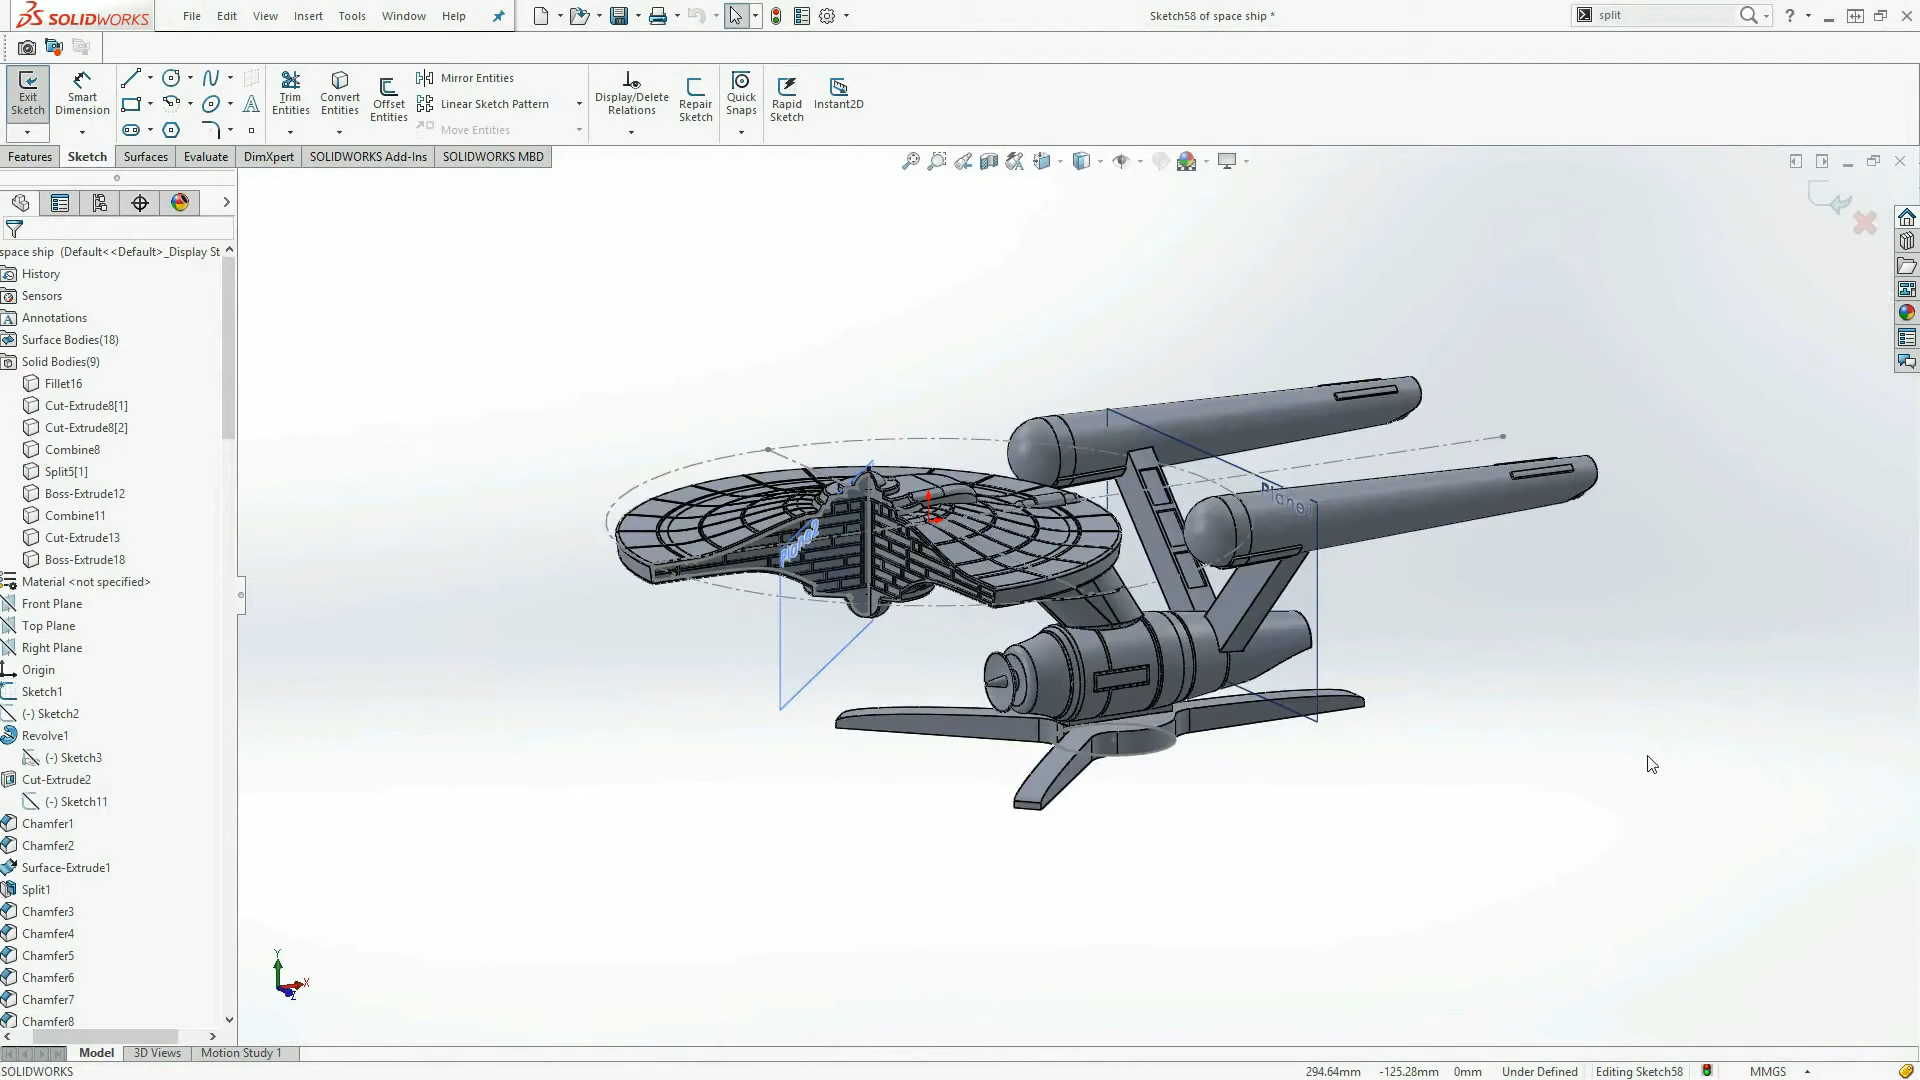 SOLIDWORKS
File Edit View Insert Tools Window Help
Sketch58 of space ship *
split
?
Exit Sketch
Smart Dimension
A
Trim Entities
Convert Entities
Offset Entities
Mirror Entities
Linear Sketch Pattern
Move Entities
Display/Delete Relations
Repair Sketch
Quick Snaps
Rapid Sketch
Instant2D
Features Sketch Surfaces Evaluate DimXpert SOLIDWORKS Add-Ins SOLIDWORKS MBD
space ship (Default<<Default>_Display St
History
Sensors
Annotations
Surface Bodies(18)
Solid Bodies(9)
Fillet16
Cut-Extrude8[1]
Cut-Extrude8[2]
Combine8
Split5[1]
Boss-Extrude12
Combine11
Cut-Extrude13
Boss-Extrude18
Material <not specified>
Front Plane
Top Plane
Right Plane
Origin
Sketch1
(-) Sketch2
Revolve1
(-) Sketch3
Cut-Extrude2
(-) Sketch11
Chamfer1
Chamfer2
Surface-Extrude1
Split1
Chamfer3
Chamfer4
Chamfer5
Chamfer6
Chamfer7
Chamfer8
Y
X
Z
Model 3D Views Motion Study 1
SOLIDWORKS
294.64mm -125.28mm 0mm Under Defined Editing Sketch58 MMGS